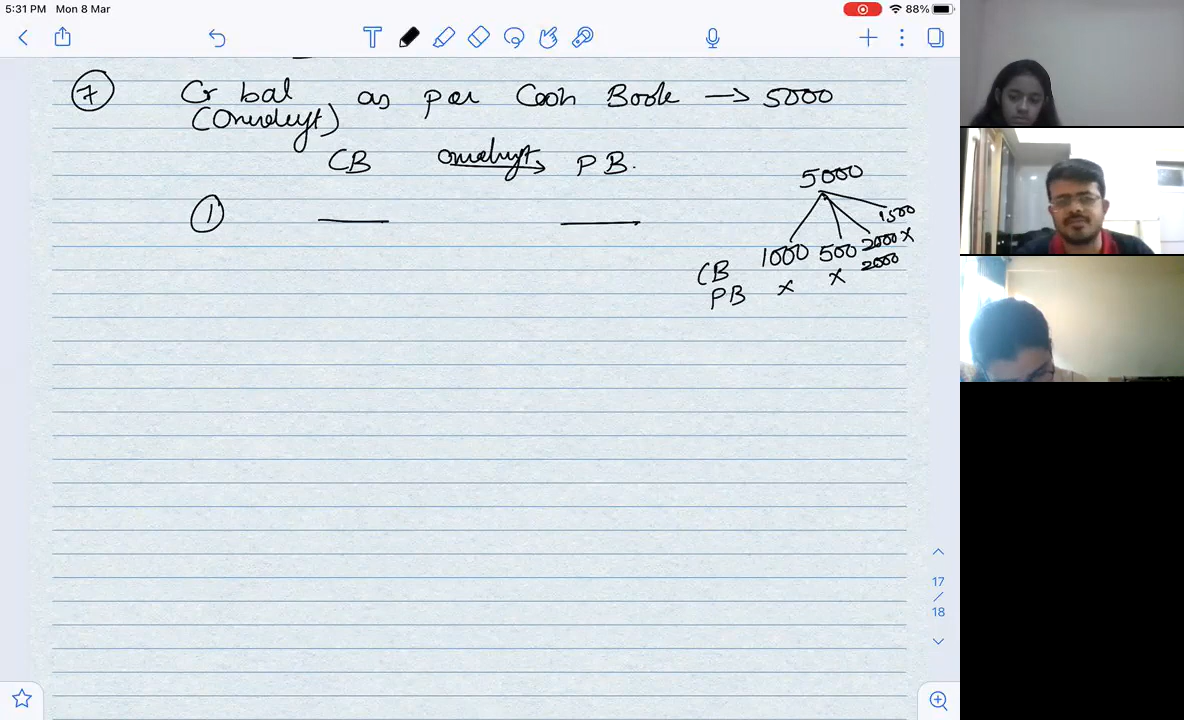 5:31 PM Mon 8 Mar
88%
T
7 Cr bal as per Cash Book → 5000
(Overdraft)
CB overdraft PB.
5000
1
1000 500 2000 x 1500
CB 2000
PB x x
17
/
18